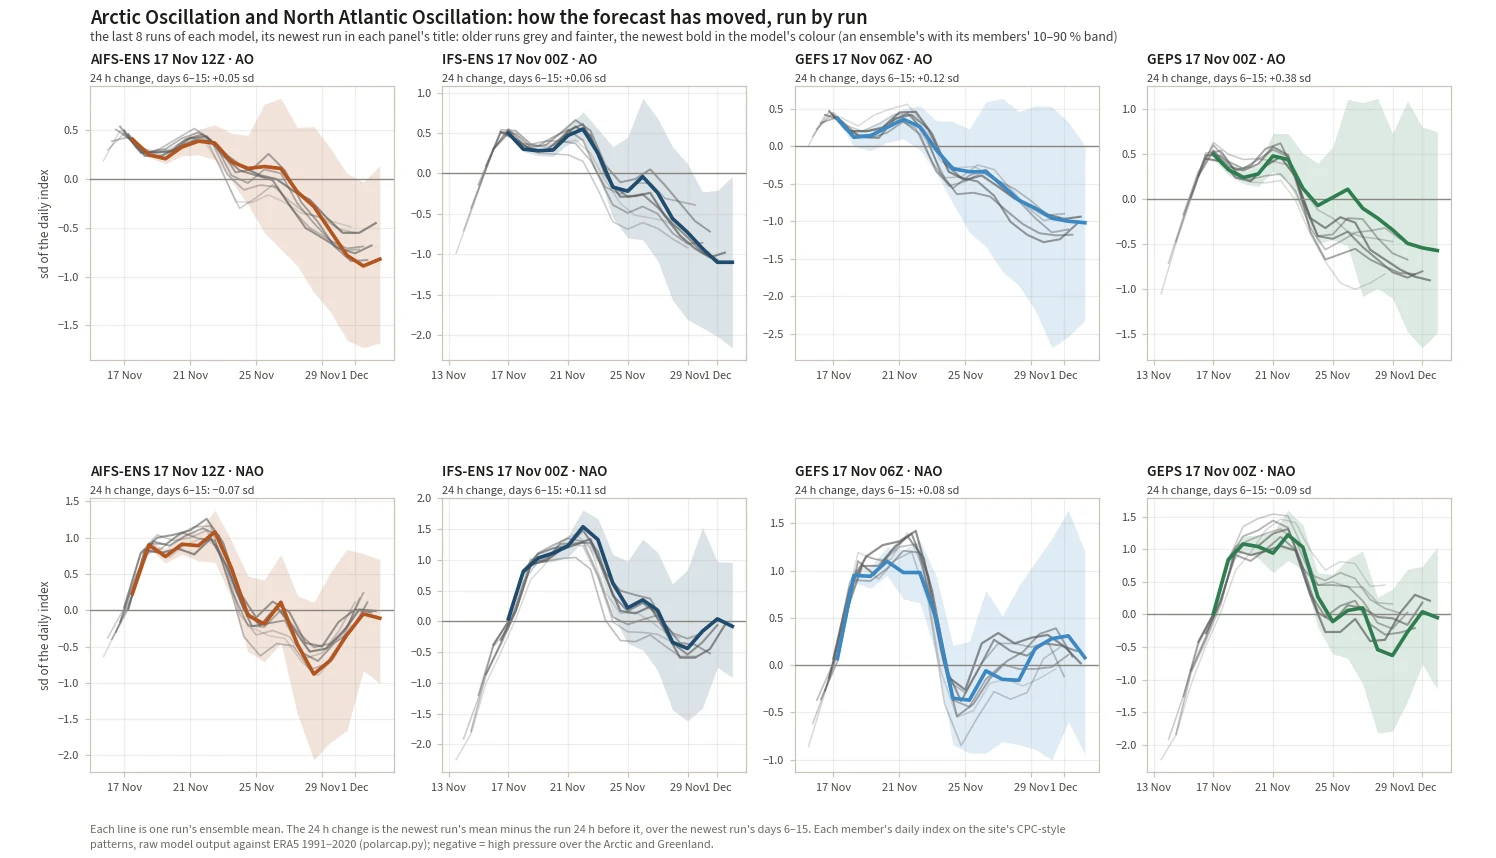 Arctic Oscillation and North Atlantic Oscillation: how the forecast has moved, run by run
the last 8 runs of each model, its newest run in each panel's title: older runs grey and fainter, the newest bold in the model's colour (an ensemble's with its members' 10–90 % band)
AIFS-ENS 17 Nov 12Z · AO
24 h change, days 6–15: +0.05 sd
sd of the daily index
0.5
0.0
−0.5
−1.0
−1.5
17 Nov 21 Nov 25 Nov 29 Nov 1 Dec
IFS-ENS 17 Nov 00Z · AO
24 h change, days 6–15: +0.06 sd
1.0
0.5
0.0
−0.5
−1.0
−1.5
−2.0
13 Nov 17 Nov 21 Nov 25 Nov 29 Nov 1 Dec
GEFS 17 Nov 06Z · AO
24 h change, days 6–15: +0.12 sd
0.5
0.0
−0.5
−1.0
−1.5
−2.0
−2.5
17 Nov 21 Nov 25 Nov 29 Nov 1 Dec
GEPS 17 Nov 00Z · AO
24 h change, days 6–15: +0.38 sd
1.0
0.5
0.0
−0.5
−1.0
−1.5
13 Nov 17 Nov 21 Nov 25 Nov 29 Nov 1 Dec
AIFS-ENS 17 Nov 12Z · NAO
24 h change, days 6–15: −0.07 sd
sd of the daily index
1.5
1.0
0.5
0.0
−0.5
−1.0
−1.5
−2.0
17 Nov 21 Nov 25 Nov 29 Nov 1 Dec
IFS-ENS 17 Nov 00Z · NAO
24 h change, days 6–15: +0.11 sd
2.0
1.5
1.0
0.5
0.0
−0.5
−1.0
−1.5
−2.0
13 Nov 17 Nov 21 Nov 25 Nov 29 Nov 1 Dec
GEFS 17 Nov 06Z · NAO
24 h change, days 6–15: +0.08 sd
1.5
1.0
0.5
0.0
−0.5
−1.0
17 Nov 21 Nov 25 Nov 29 Nov 1 Dec
GEPS 17 Nov 00Z · NAO
24 h change, days 6–15: −0.09 sd
1.5
1.0
0.5
0.0
−0.5
−1.0
−1.5
−2.0
13 Nov 17 Nov 21 Nov 25 Nov 29 Nov 1 Dec
Each line is one run's ensemble mean. The 24 h change is the newest run's mean minus the run 24 h before it, over the newest run's days 6–15. Each member's daily index on the site's CPC-style
patterns, raw model output against ERA5 1991–2020 (polarcap.py); negative = high pressure over the Arctic and Greenland.